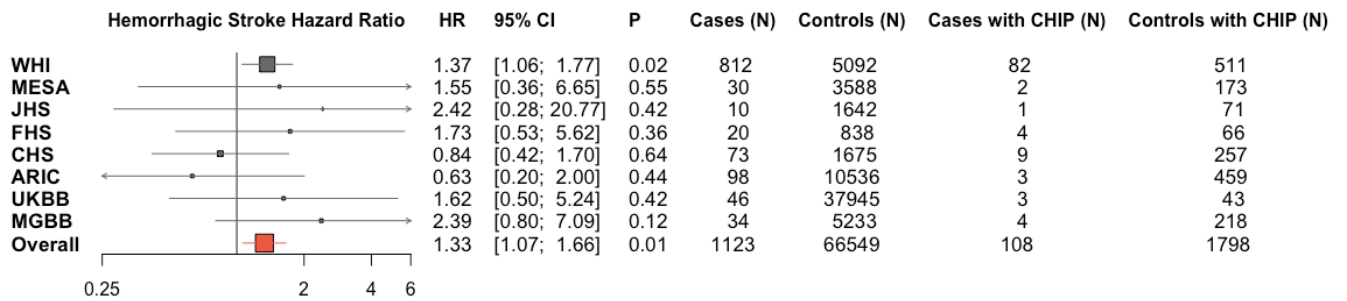 Hemorrhagic Stroke Hazard Ratio HR 95% CI P Cases (N) Controls (N) Cases with CHIP (N) Controls with CHIP (N)
WHI 1.37 [1.06; 1.77] 0.02 812 5092 82 511
MESA 1.55 [0.36; 6.65] 0.55 30 3588 2 173
JHS 2.42 [0.28; 20.77] 0.42 10 1642 1 71
FHS 1.73 [0.53; 5.62] 0.36 20 838 4 66
CHS 0.84 [0.42; 1.70] 0.64 73 1675 9 257
ARIC 0.63 [0.20; 2.00] 0.44 98 10536 3 459
UKBB 1.62 [0.50; 5.24] 0.42 46 37945 3 43
MGBB 2.39 [0.80; 7.09] 0.12 34 5233 4 218
Overall 1.33 [1.07; 1.66] 0.01 1123 66549 108 1798
0.25 2 4 6